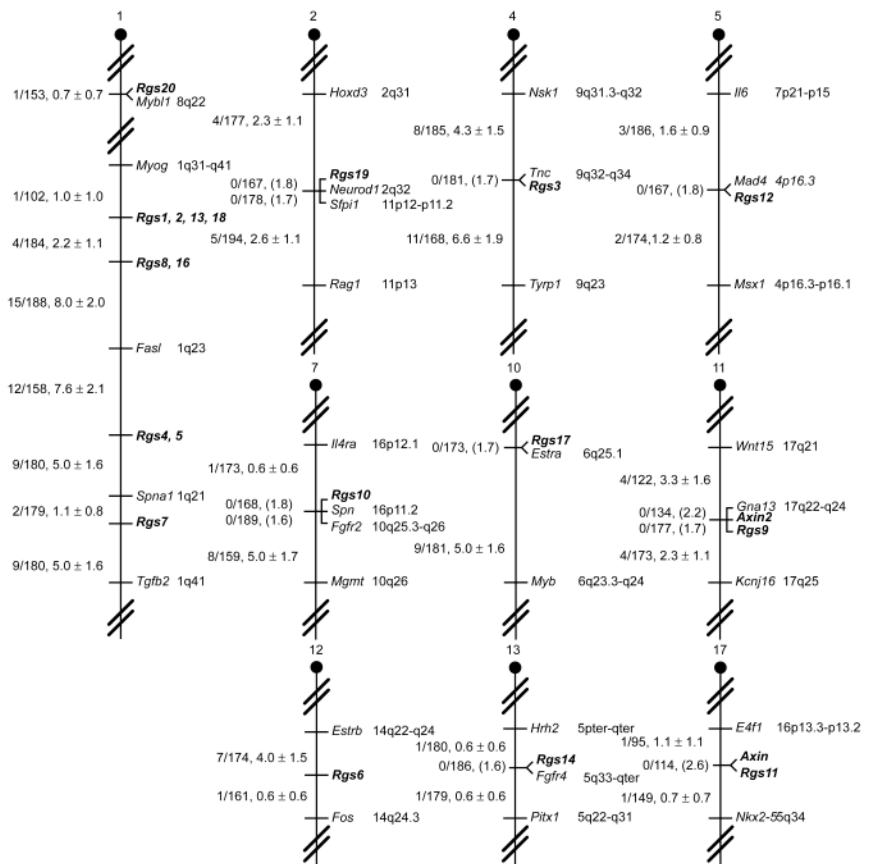 1
1/153, 0.7 ± 0.7
Rgs20
Mybl1 8q22
Myog 1q31-q41
1/102, 1.0 ± 1.0
Rgs1, 2, 13, 18
4/184, 2.2 ± 1.1
Rgs8, 16
15/188, 8.0 ± 2.0
Fasl 1q23
12/158, 7.6 ± 2.1
Rgs4, 5
9/180, 5.0 ± 1.6
Spna1 1q21
2/179, 1.1 ± 0.8
Rgs7
9/180, 5.0 ± 1.6
Tgfb2 1q41
2
Hoxd3 2q31
4/177, 2.3 ± 1.1
Rgs19
0/167, (1.8)
Neurod1 2q32
0/178, (1.7)
Sfpi1 11p12-p11.2
5/194, 2.6 ± 1.1
Rag1 11p13
4
Nsk1 9q31.3-q32
8/185, 4.3 ± 1.5
Tnc 9q32-q34
0/181, (1.7)
Rgs3
11/168, 6.6 ± 1.9
Tyrp1 9q23
5
Il6 7p21-p15
3/186, 1.6 ± 0.9
Mad4 4p16.3
0/167, (1.8)
Rgs12
2/174,1.2 ± 0.8
Msx1 4p16.3-p16.1
7
Il4ra 16p12.1
1/173, 0.6 ± 0.6
Rgs10
0/168, (1.8)
Spn 16p11.2
0/189, (1.6)
Fgfr2 10q25.3-q26
8/159, 5.0 ± 1.7
Mgmt 10q26
10
0/173, (1.7)
Rgs17
Estra 6q25.1
9/181, 5.0 ± 1.6
Myb 6q23.3-q24
11
Wnt15 17q21
4/122, 3.3 ± 1.6
Gna13 17q22-q24
0/134, (2.2)
Axin2
0/177, (1.7)
Rgs9
4/173, 2.3 ± 1.1
Kcnj16 17q25
12
Estrb 14q22-q24
7/174, 4.0 ± 1.5
Rgs6
1/161, 0.6 ± 0.6
Fos 14q24.3
13
Hrh2 5pter-qter
1/180, 0.6 ± 0.6
Rgs14
0/186, (1.6)
Fgfr4 5q33-qter
1/179, 0.6 ± 0.6
Pitx1 5q22-q31
17
E4f1 16p13.3-p13.2
1/95, 1.1 ± 1.1
Axin
0/114, (2.6)
Rgs11
1/149, 0.7 ± 0.7
Nkx2-5 5q34